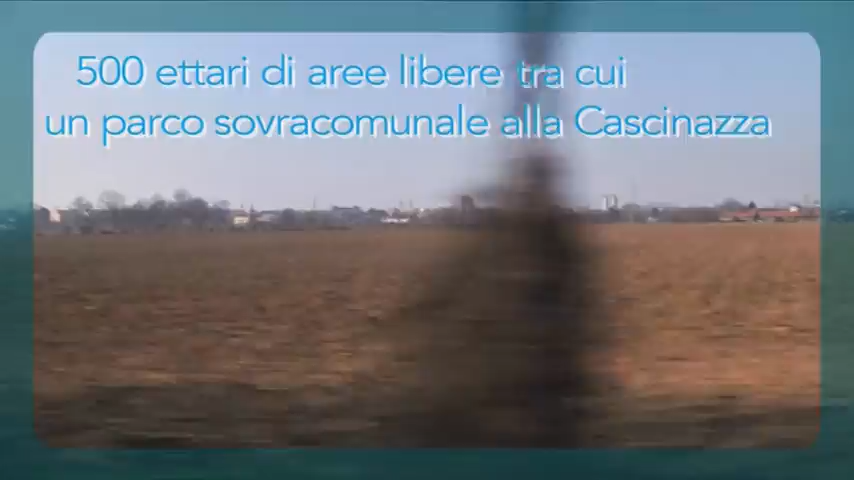 500 ettari di aree libere tra cui
un parco sovracomunale alla Cascinazza